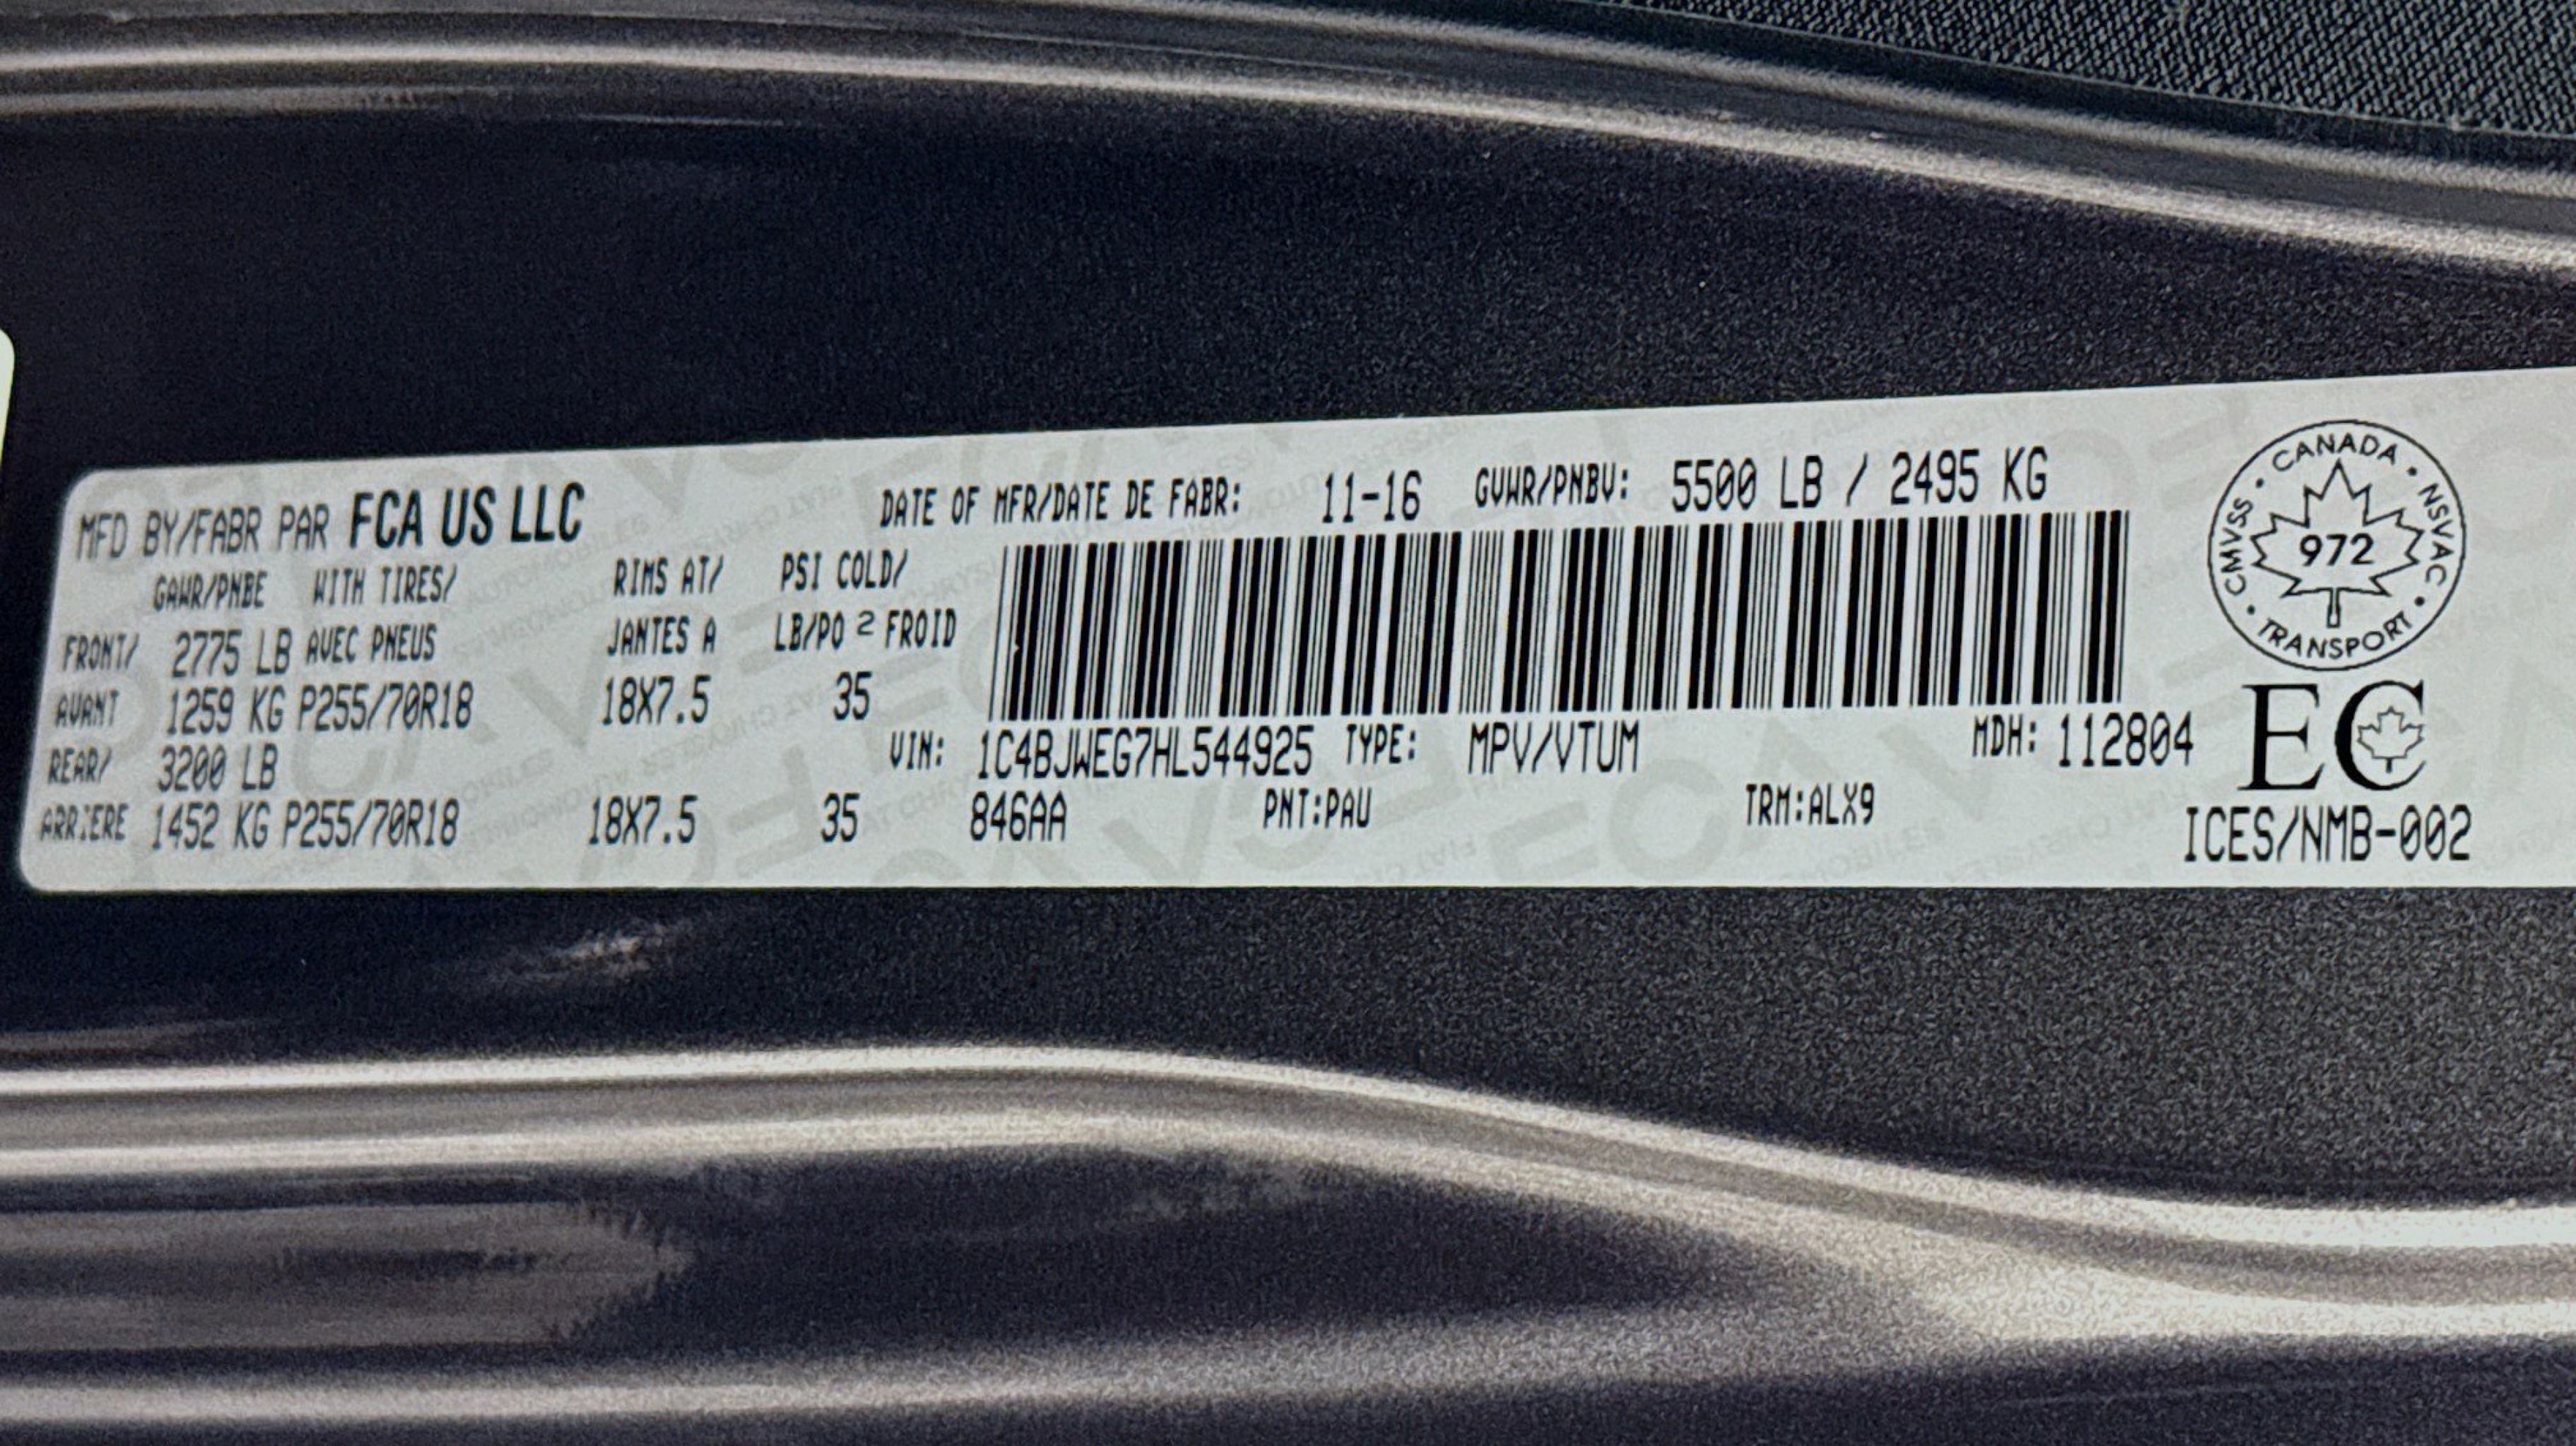 MFD BY/FABR PAR FCA US LLC
DATE OF MFR/DATE DE FABR: 11-16 GVWR/PNBV: 5500 LB / 2495 KG
GAWR/PNBE WITH TIRES/ RIMS AT/ PSI COLD/
FRONT/ 2775 LB AVEC PNEUS JANTES A LB/PO 2 FROID
AVANT 1259 KG P255/70R18 18X7.5 35
REAR/ 3200 LB
ARRIERE 1452 KG P255/70R18 18X7.5 35
VIN: 1C4BJWEG7HL544925 TYPE: MPV/VTUM MDH: 112804
846AA PNT:PAU TRM:ALX9
CANADA • NSVAC • TRANSPORT • CMVSS •
972
EC
ICES/NMB-002